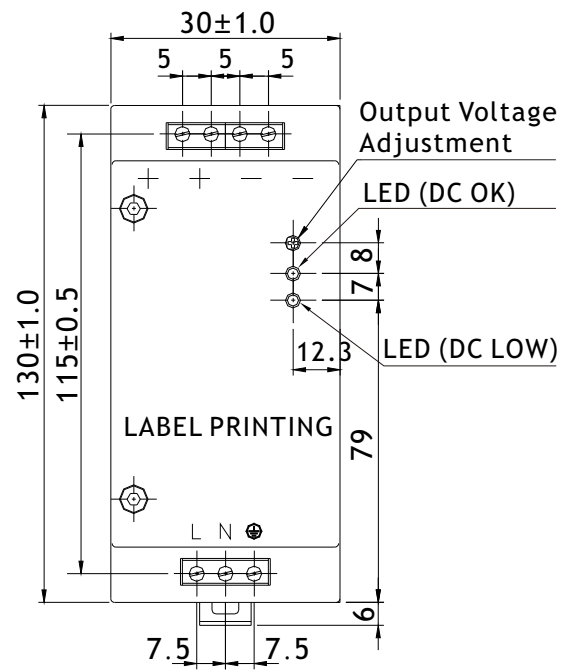 30±1.0
5 5 5
Output Voltage
Adjustment
+ + - -
LED (DC OK)
8
7
130±1.0
115±0.5
12.3
LED (DC LOW)
LABEL PRINTING
79
L N ⏚
6
7.5 7.5